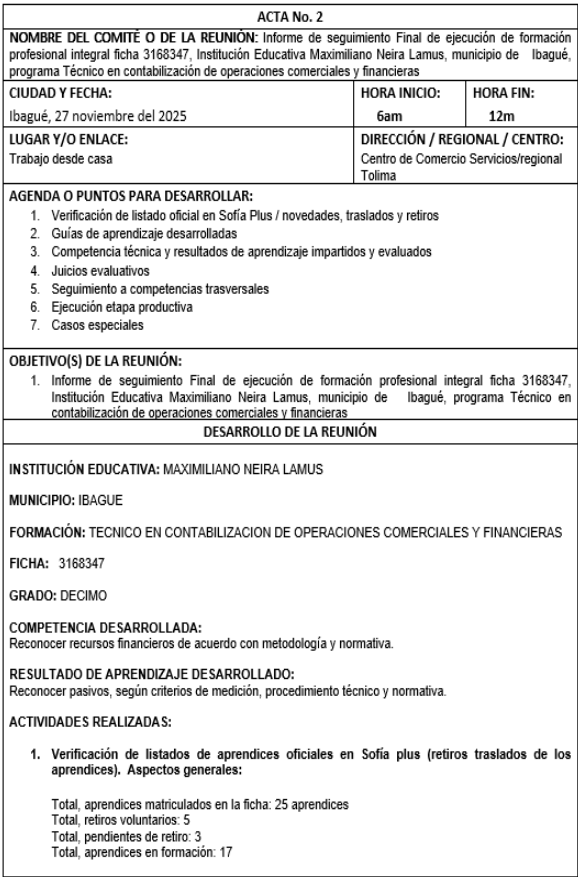 ACTA No. 2
NOMBRE DEL COMITÉ O DE LA REUNIÓN: Informe de seguimiento Final de ejecución de formación
profesional integral ficha 3168347, Institución Educativa Maximiliano Neira Lamus, municipio de Ibagué,
programa Técnico en contabilización de operaciones comerciales y financieras
CIUDAD Y FECHA:
Ibagué, 27 noviembre del 2025
HORA INICIO:
6am
HORA FIN:
12m
LUGAR Y/O ENLACE:
Trabajo desde casa
DIRECCIÓN / REGIONAL / CENTRO:
Centro de Comercio Servicios/regional
Tolima
AGENDA O PUNTOS PARA DESARROLLAR:
1. Verificación de listado oficial en Sofía Plus / novedades, traslados y retiros
2. Guías de aprendizaje desarrolladas
3. Competencia técnica y resultados de aprendizaje impartidos y evaluados
4. Juicios evaluativos
5. Seguimiento a competencias trasversales
6. Ejecución etapa productiva
7. Casos especiales
OBJETIVO(S) DE LA REUNIÓN:
1. Informe de seguimiento Final de ejecución de formación profesional integral ficha 3168347,
Institución Educativa Maximiliano Neira Lamus, municipio de Ibagué, programa Técnico en
contabilización de operaciones comerciales y financieras
DESARROLLO DE LA REUNIÓN
INSTITUCIÓN EDUCATIVA: MAXIMILIANO NEIRA LAMUS
MUNICIPIO: IBAGUE
FORMACIÓN: TECNICO EN CONTABILIZACION DE OPERACIONES COMERCIALES Y FINANCIERAS
FICHA: 3168347
GRADO: DECIMO
COMPETENCIA DESARROLLADA:
Reconocer recursos financieros de acuerdo con metodología y normativa.
RESULTADO DE APRENDIZAJE DESARROLLADO:
Reconocer pasivos, según criterios de medición, procedimiento técnico y normativa.
ACTIVIDADES REALIZADAS:
1. Verificación de listados de aprendices oficiales en Sofía plus (retiros traslados de los
aprendices). Aspectos generales:
Total, aprendices matriculados en la ficha: 25 aprendices
Total, retiros voluntarios: 5
Total, pendientes de retiro: 3
Total, aprendices en formación: 17